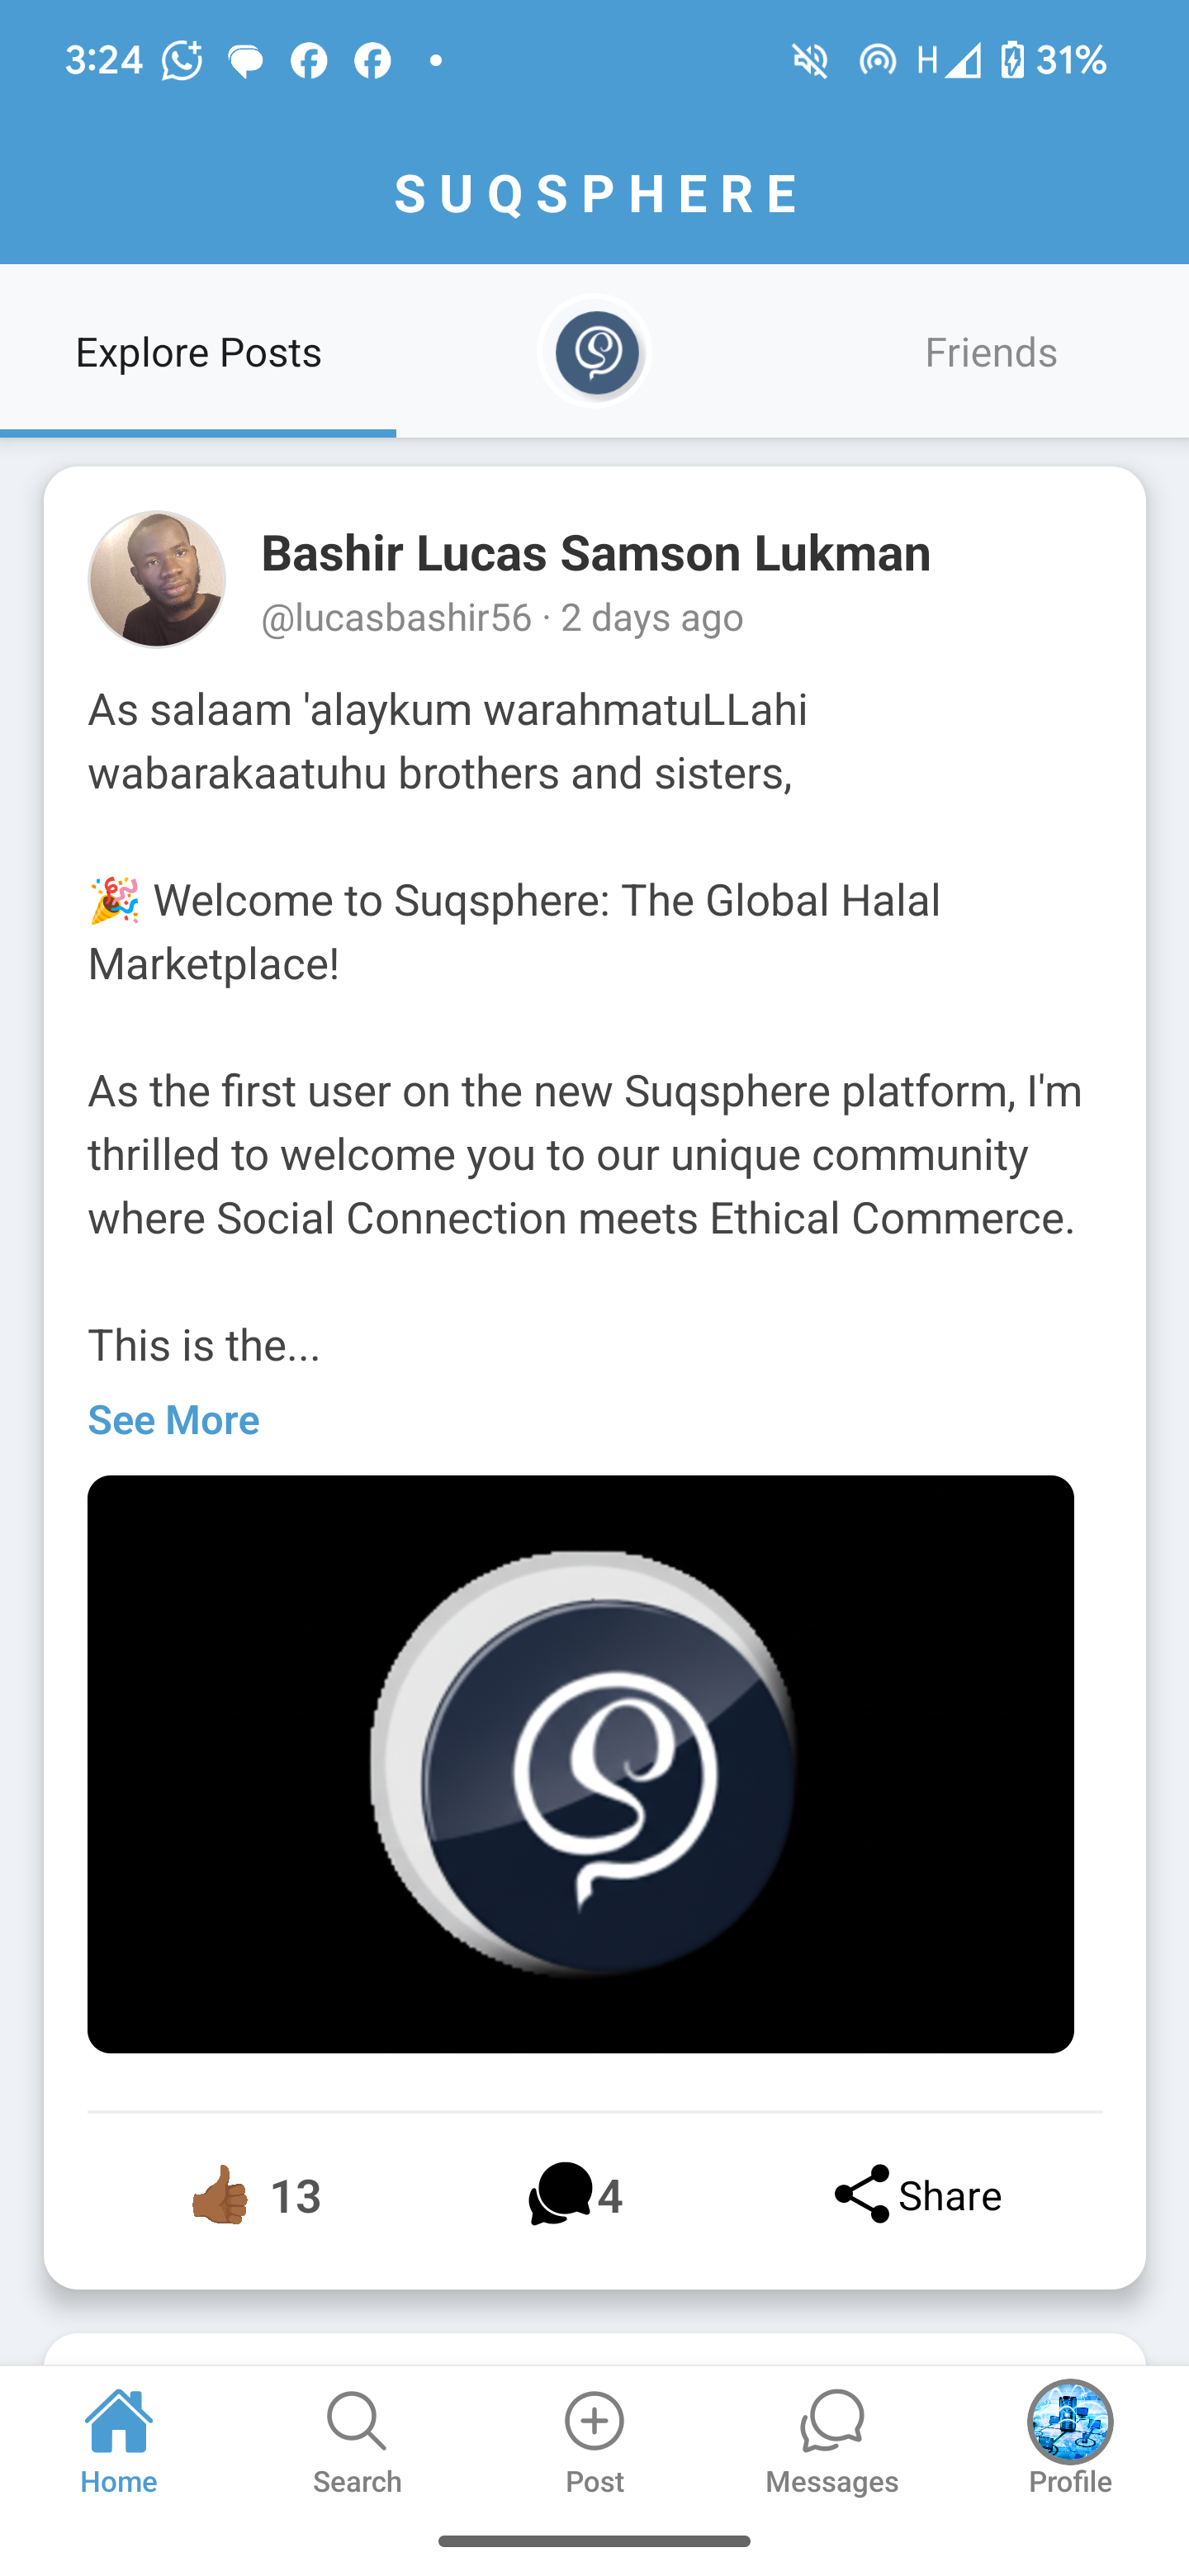 3:24
H
31%
SUQSPHERE
Explore Posts
Friends
Bashir Lucas Samson Lukman
@lucasbashir56 · 2 days ago
As salaam 'alaykum warahmatuLLahi
wabarakaatuhu brothers and sisters,
🎉 Welcome to Suqsphere: The Global Halal
Marketplace!
As the first user on the new Suqsphere platform, I'm
thrilled to welcome you to our unique community
where Social Connection meets Ethical Commerce.
This is the...
See More
13
4
Share
Home
Search
Post
Messages
Profile